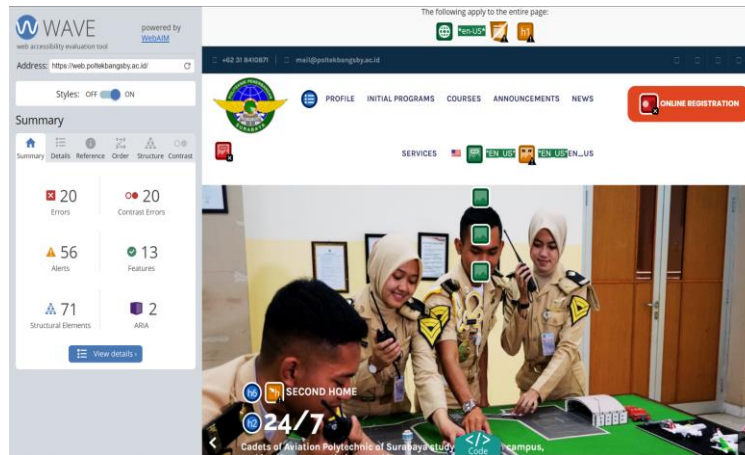 WAVE
powered by
WebAIM
web accessibility evaluation tool
Address: https://web.poltekbangsby.ac.id/
Styles: OFF ON
Summary
Summary Details Reference Order Structure Contrast
20
Errors
20
Contrast Errors
56
Alerts
13
Features
71
Structural Elements
2
ARIA
View details ›
The following apply to the entire page:
*en-US* h1
+62 31 8410871 mail@poltekbangsby.ac.id
PROFILE INITIAL PROGRAMS COURSES ANNOUNCEMENTS NEWS
ONLINE REGISTRATION
SURABAYA
SERVICES *EN_US* *EN_US*EN_US
h6 h SECOND HOME
h2 24/7
Cadets of Aviation Polytechnic of Surabaya study campus,
</>
Code